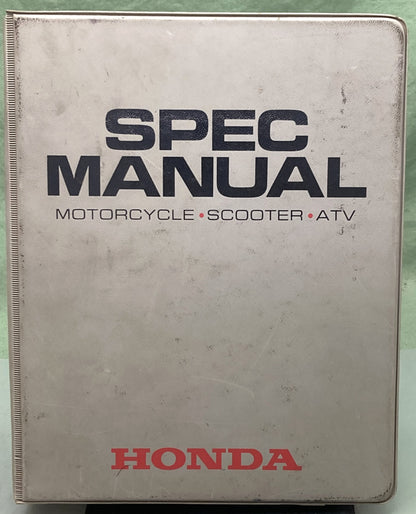 SPEC
MANUAL
MOTORCYCLE • SCOOTER • ATV
HONDA